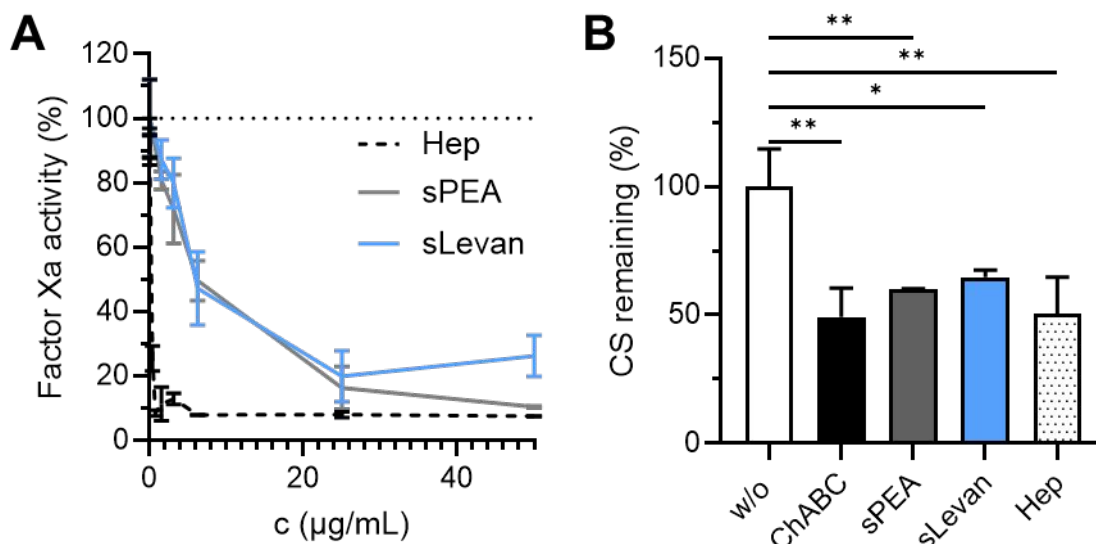 A
Factor Xa activity (%)
120
100
80
60
40
20
0
0
20
40
c (µg/mL)
Hep
sPEA
sLevan
B
CS remaining (%)
150
100
50
0
**
**
*
**
w/o
ChABC
sPEA
sLevan
Hep